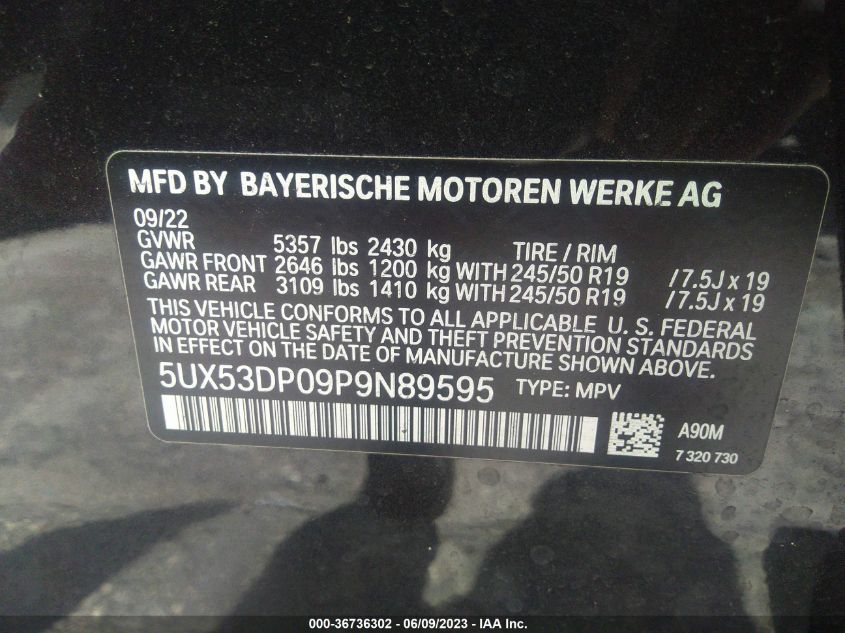 MFD BY BAYERISCHE MOTOREN WERKE AG
09/22
GVWR 5357 lbs 2430 kg TIRE / RIM
GAWR FRONT 2646 lbs 1200 kg WITH 245/50 R19 / 7.5J x 19
GAWR REAR 3109 lbs 1410 kg WITH 245/50 R19 / 7.5J x 19
THIS VEHICLE CONFORMS TO ALL APPLICABLE U. S. FEDERAL
MOTOR VEHICLE SAFETY AND THEFT PREVENTION STANDARDS
IN EFFECT ON THE DATE OF MANUFACTURE SHOWN ABOVE.
5UX53DP09P9N89595 TYPE: MPV
A90M
7 320 730
000-36736302 - 06/09/2023 - IAA Inc.